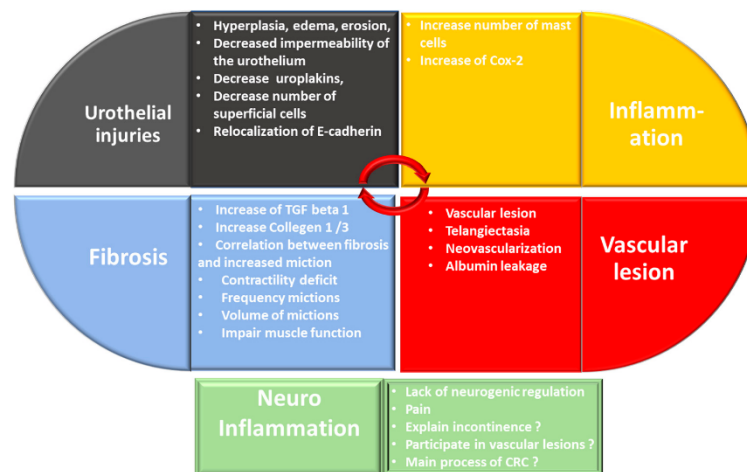 Urothelial
injuries
• Hyperplasia, edema, erosion,
• Decreased impermeability of
the urothelium
• Decrease uroplakins,
• Decrease number of
superficial cells
• Relocalization of E-cadherin
• Increase number of mast
cells
• Increase of Cox-2
Inflamm-
ation
Fibrosis
• Increase of TGF beta 1
• Increase Collegen 1 /3
• Correlation between fibrosis
and increased miction
• Contractility deficit
• Frequency mictions
• Volume of mictions
• Impair muscle function
• Vascular lesion
• Telangiectasia
• Neovascularization
• Albumin leakage
Vascular
lesion
Neuro
Inflammation
• Lack of neurogenic regulation
• Pain
• Explain incontinence ?
• Participate in vascular lesions ?
• Main process of CRC ?